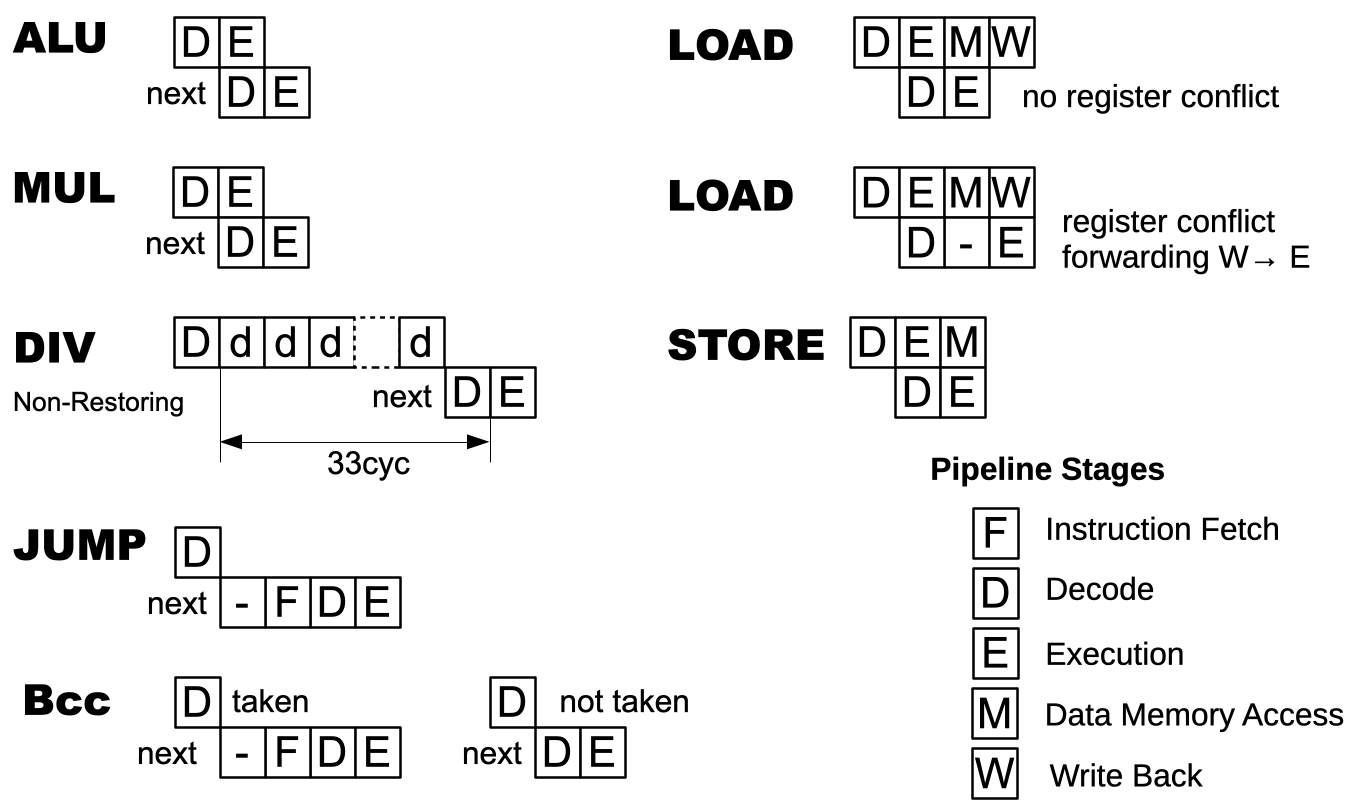 ALU D E
next D E
MUL D E
next D E
DIV D d d d d
Non-Restoring next D E
33cyc
JUMP D
next - F D E
Bcc D taken D not taken
next - F D E next D E
LOAD D E M W
D E no register conflict
LOAD D E M W
register conflict
D - E forwarding W→ E
STORE D E M
D E
Pipeline Stages
F Instruction Fetch
D Decode
E Execution
M Data Memory Access
W Write Back